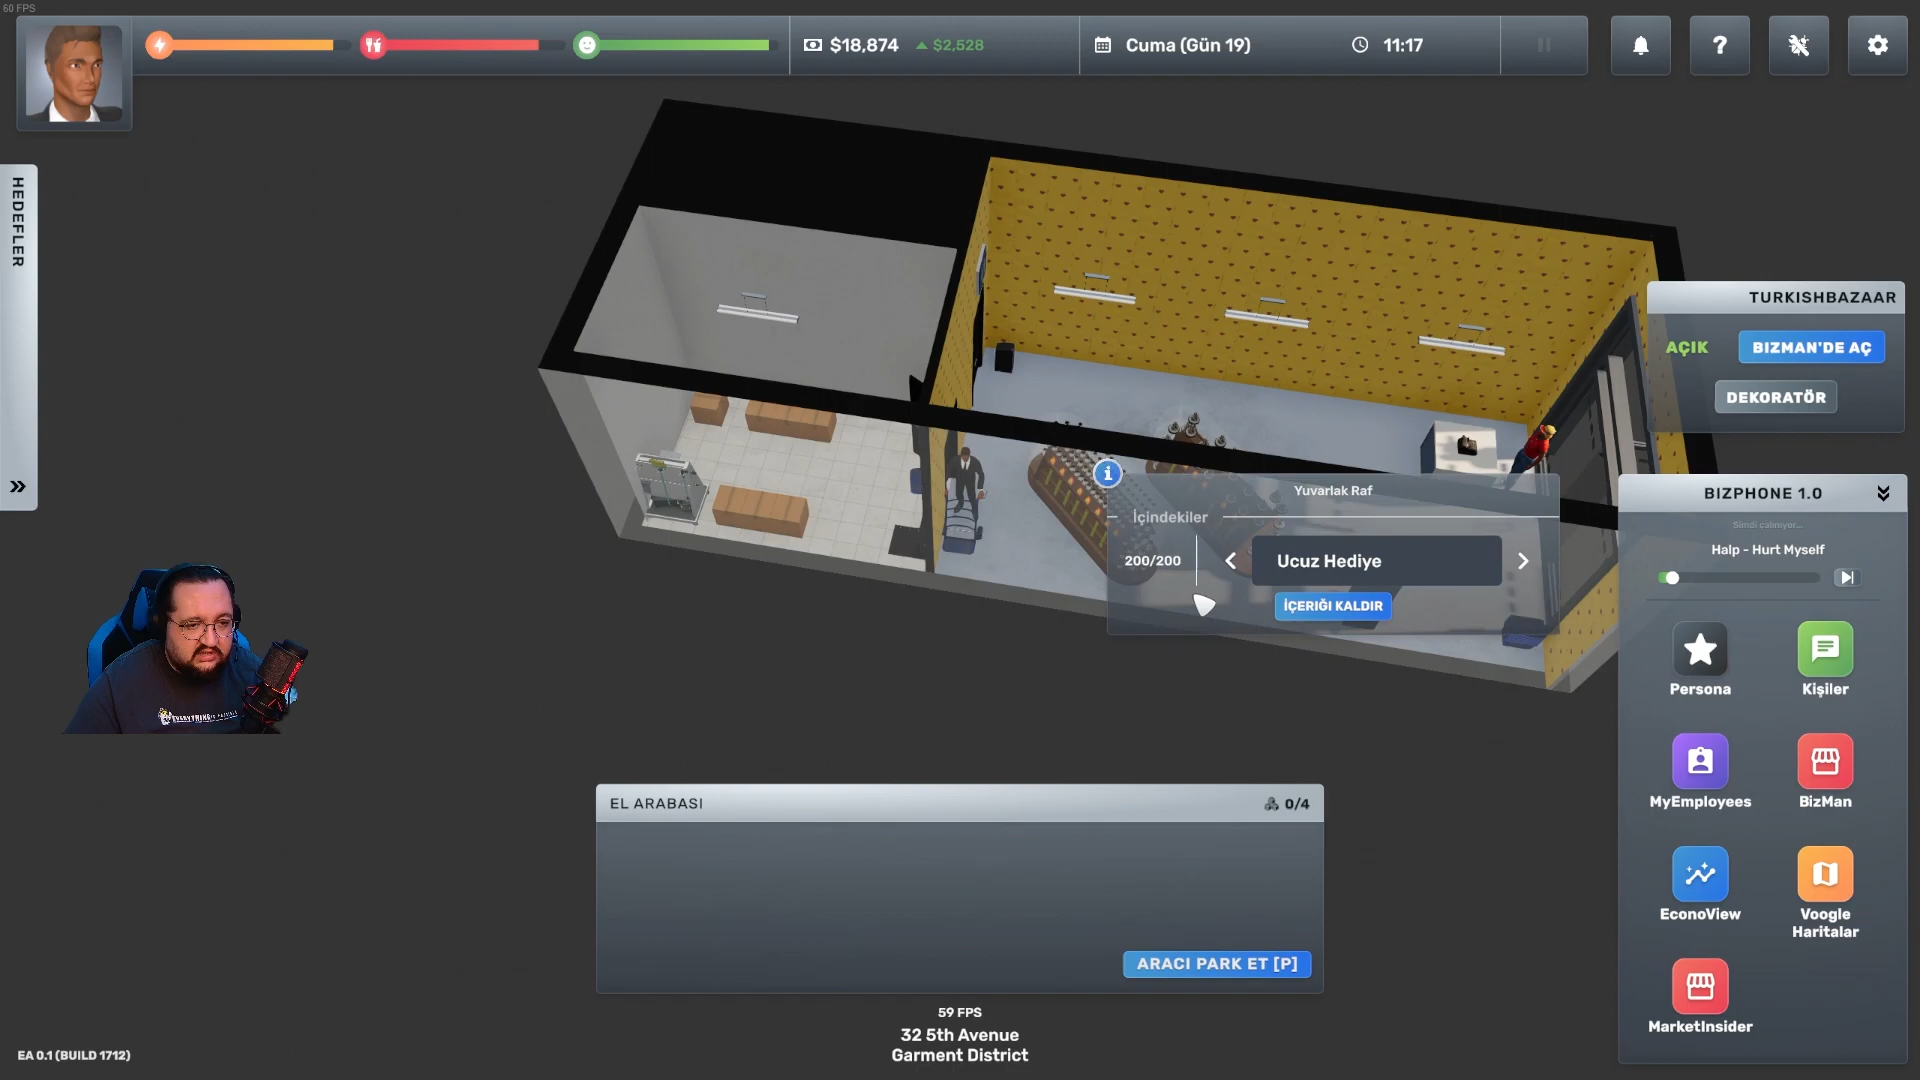 60 FPS
$18,874
$2,528
Cuma (Gün 19)
11:17
?
HEDEFLER
TURKISHBAZAAR
AÇIK
BIZMAN'DE AÇ
DEKORATÖR
BIZPHONE 1.0
Şimdi çalınıyor...
Halp - Hurt Myself
i
Yuvarlak Raf
İçindekiler
200/200
Ucuz Hediye
İÇERIĞI KALDIR
Persona
Kişiler
MyEmployees
BizMan
EconoView
Voogle
Haritalar
MarketInsider
EL ARABASI
0/4
ARACI PARK ET [P]
59 FPS
32 5th Avenue
Garment District
EA 0.1 (BUILD 1712)